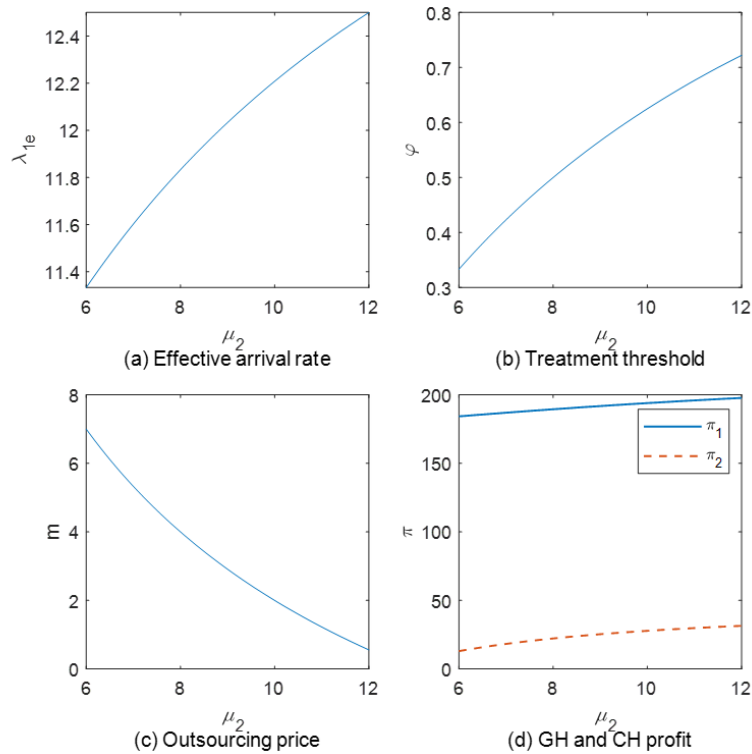 12.4
12.2
12
11.8
11.6
11.4
λ1e
6 8 10 12
μ2
(a) Effective arrival rate
0.8
0.7
0.6
0.5
0.4
0.3
φ
6 8 10 12
μ2
(b) Treatment threshold
8
6
4
2
0
m
6 8 10 12
μ2
(c) Outsourcing price
200
150
100
50
0
π
π1
π2
6 8 10 12
μ2
(d) GH and CH profit